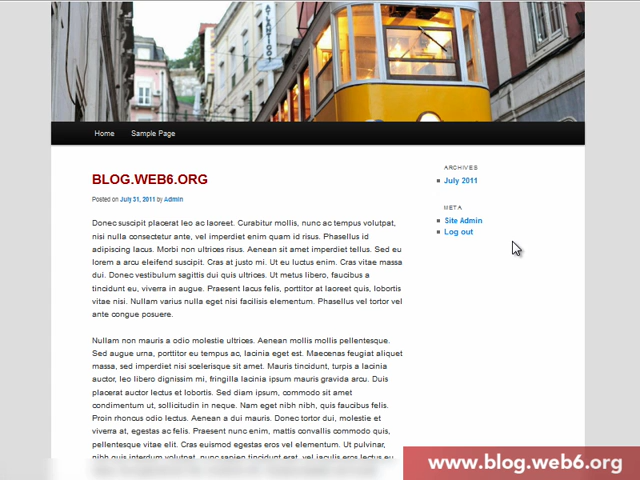 ATLANTICO
Home Sample Page
BLOG.WEB6.ORG
Posted on July 31, 2011 by Admin
Donec suscipit placerat leo ac laoreet. Curabitur mollis, nunc ac tempus volutpat,
nisi nulla consectetur ante, vel imperdiet enim quam id risus. Phasellus id
adipiscing lacus. Morbi non ultrices risus. Aenean sit amet imperdiet tellus. Sed eu
lorem a arcu eleifend suscipit. Cras at justo mi. Ut eu luctus enim. Cras vitae massa
dui. Donec vestibulum sagittis dui quis ultrices. Ut metus libero, faucibus a
tincidunt eu, viverra in augue. Praesent lacus felis, porttitor at laoreet quis, lobortis
vitae nisi. Nullam varius nulla eget nisi facilisis elementum. Phasellus vel tortor vel
ante congue posuere.
Nullam non mauris a odio molestie ultrices. Aenean mollis mollis pellentesque.
Sed augue urna, porttitor eu tempus ac, lacinia eget est. Maecenas feugiat aliquet
massa, sed imperdiet nisi scelerisque sit amet. Mauris tincidunt, turpis a lacinia
auctor, leo libero dignissim mi, fringilla lacinia ipsum mauris gravida arcu. Duis
placerat auctor lectus et lobortis. Sed diam ipsum, commodo sit amet
condimentum ut, sollicitudin in neque. Nam eget nibh nibh, quis faucibus felis.
Proin rhoncus odio lectus. Aenean a dui mauris. Donec tortor dui, molestie et
viverra at, egestas ac felis. Praesent nunc enim, mattis convallis commodo quis,
pellentesque vitae elit. Cras euismod egestas eros vel elementum. Ut pulvinar,
nibh quis interdum volutpat, nunc sapien tincidunt erat, vel iaculis eros lectus eu
ARCHIVES
July 2011
META
Site Admin
Log out
www.blog.web6.org